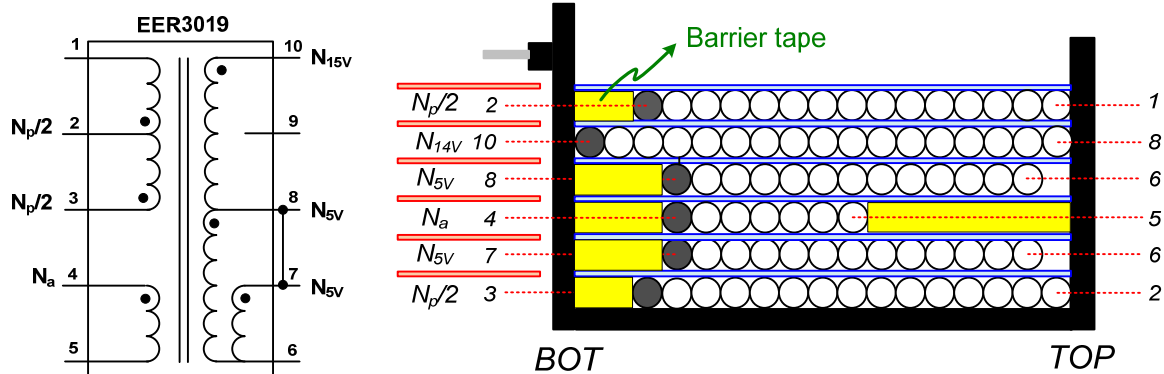 EER3019
1
10
N15V
Np/2
2
9
Np/2
3
8
N5V
Na
4
7
N5V
5
6
Barrier tape
Np/2 2 1
N14V 10 8
N5V 8 6
Na 4 5
N5V 7 6
Np/2 3 2
BOT TOP